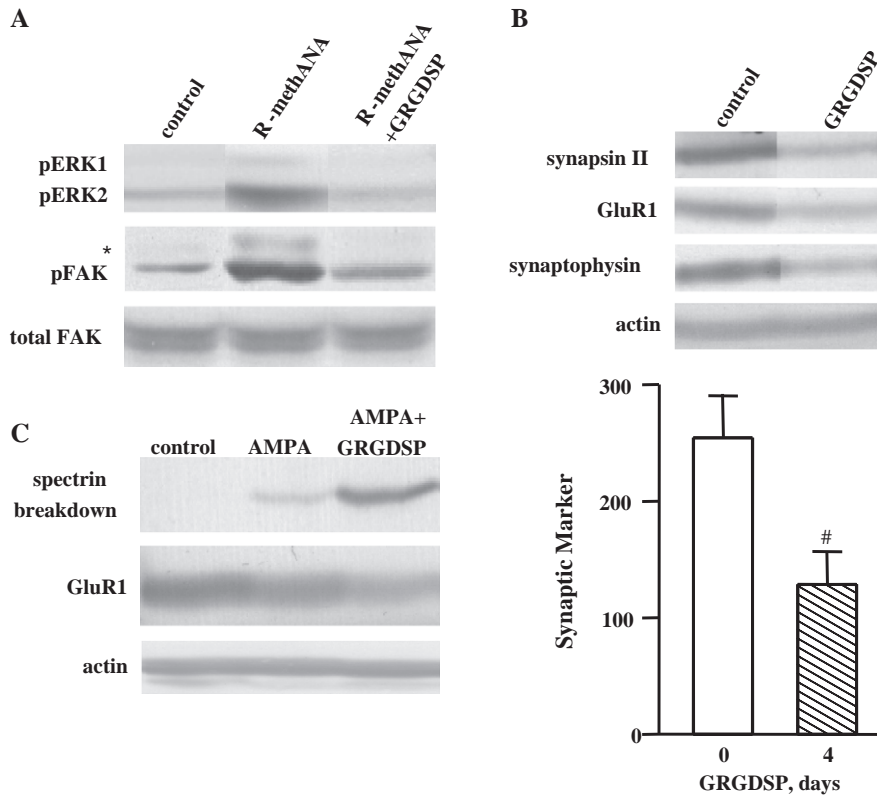 A
control
R-methANA
R-methANA
+GRGDSP
pERK1
pERK2
*
pFAK
total FAK
B
control
GRGDSP
synapsin II
GluR1
synaptophysin
actin
300
200
100
0
Synaptic Marker
#
0
4
GRGDSP, days
C
control
AMPA
AMPA+
GRGDSP
spectrin
breakdown
GluR1
actin